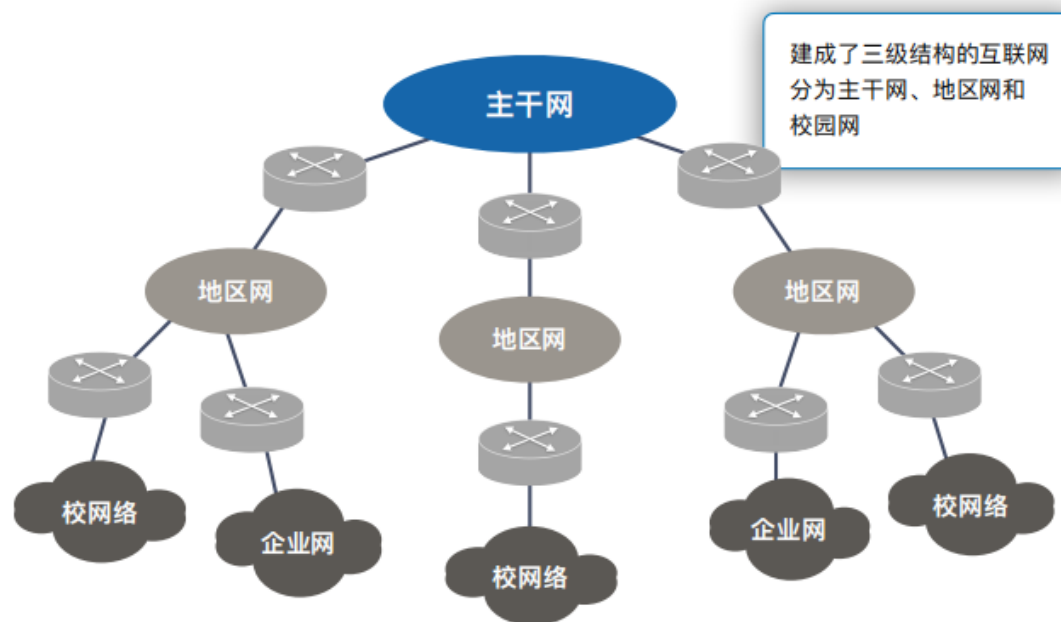 建成了三级结构的互联网
分为主干网、地区网和
校园网
主干网
地区网
地区网
地区网
校网络
企业网
校网络
企业网
校网络